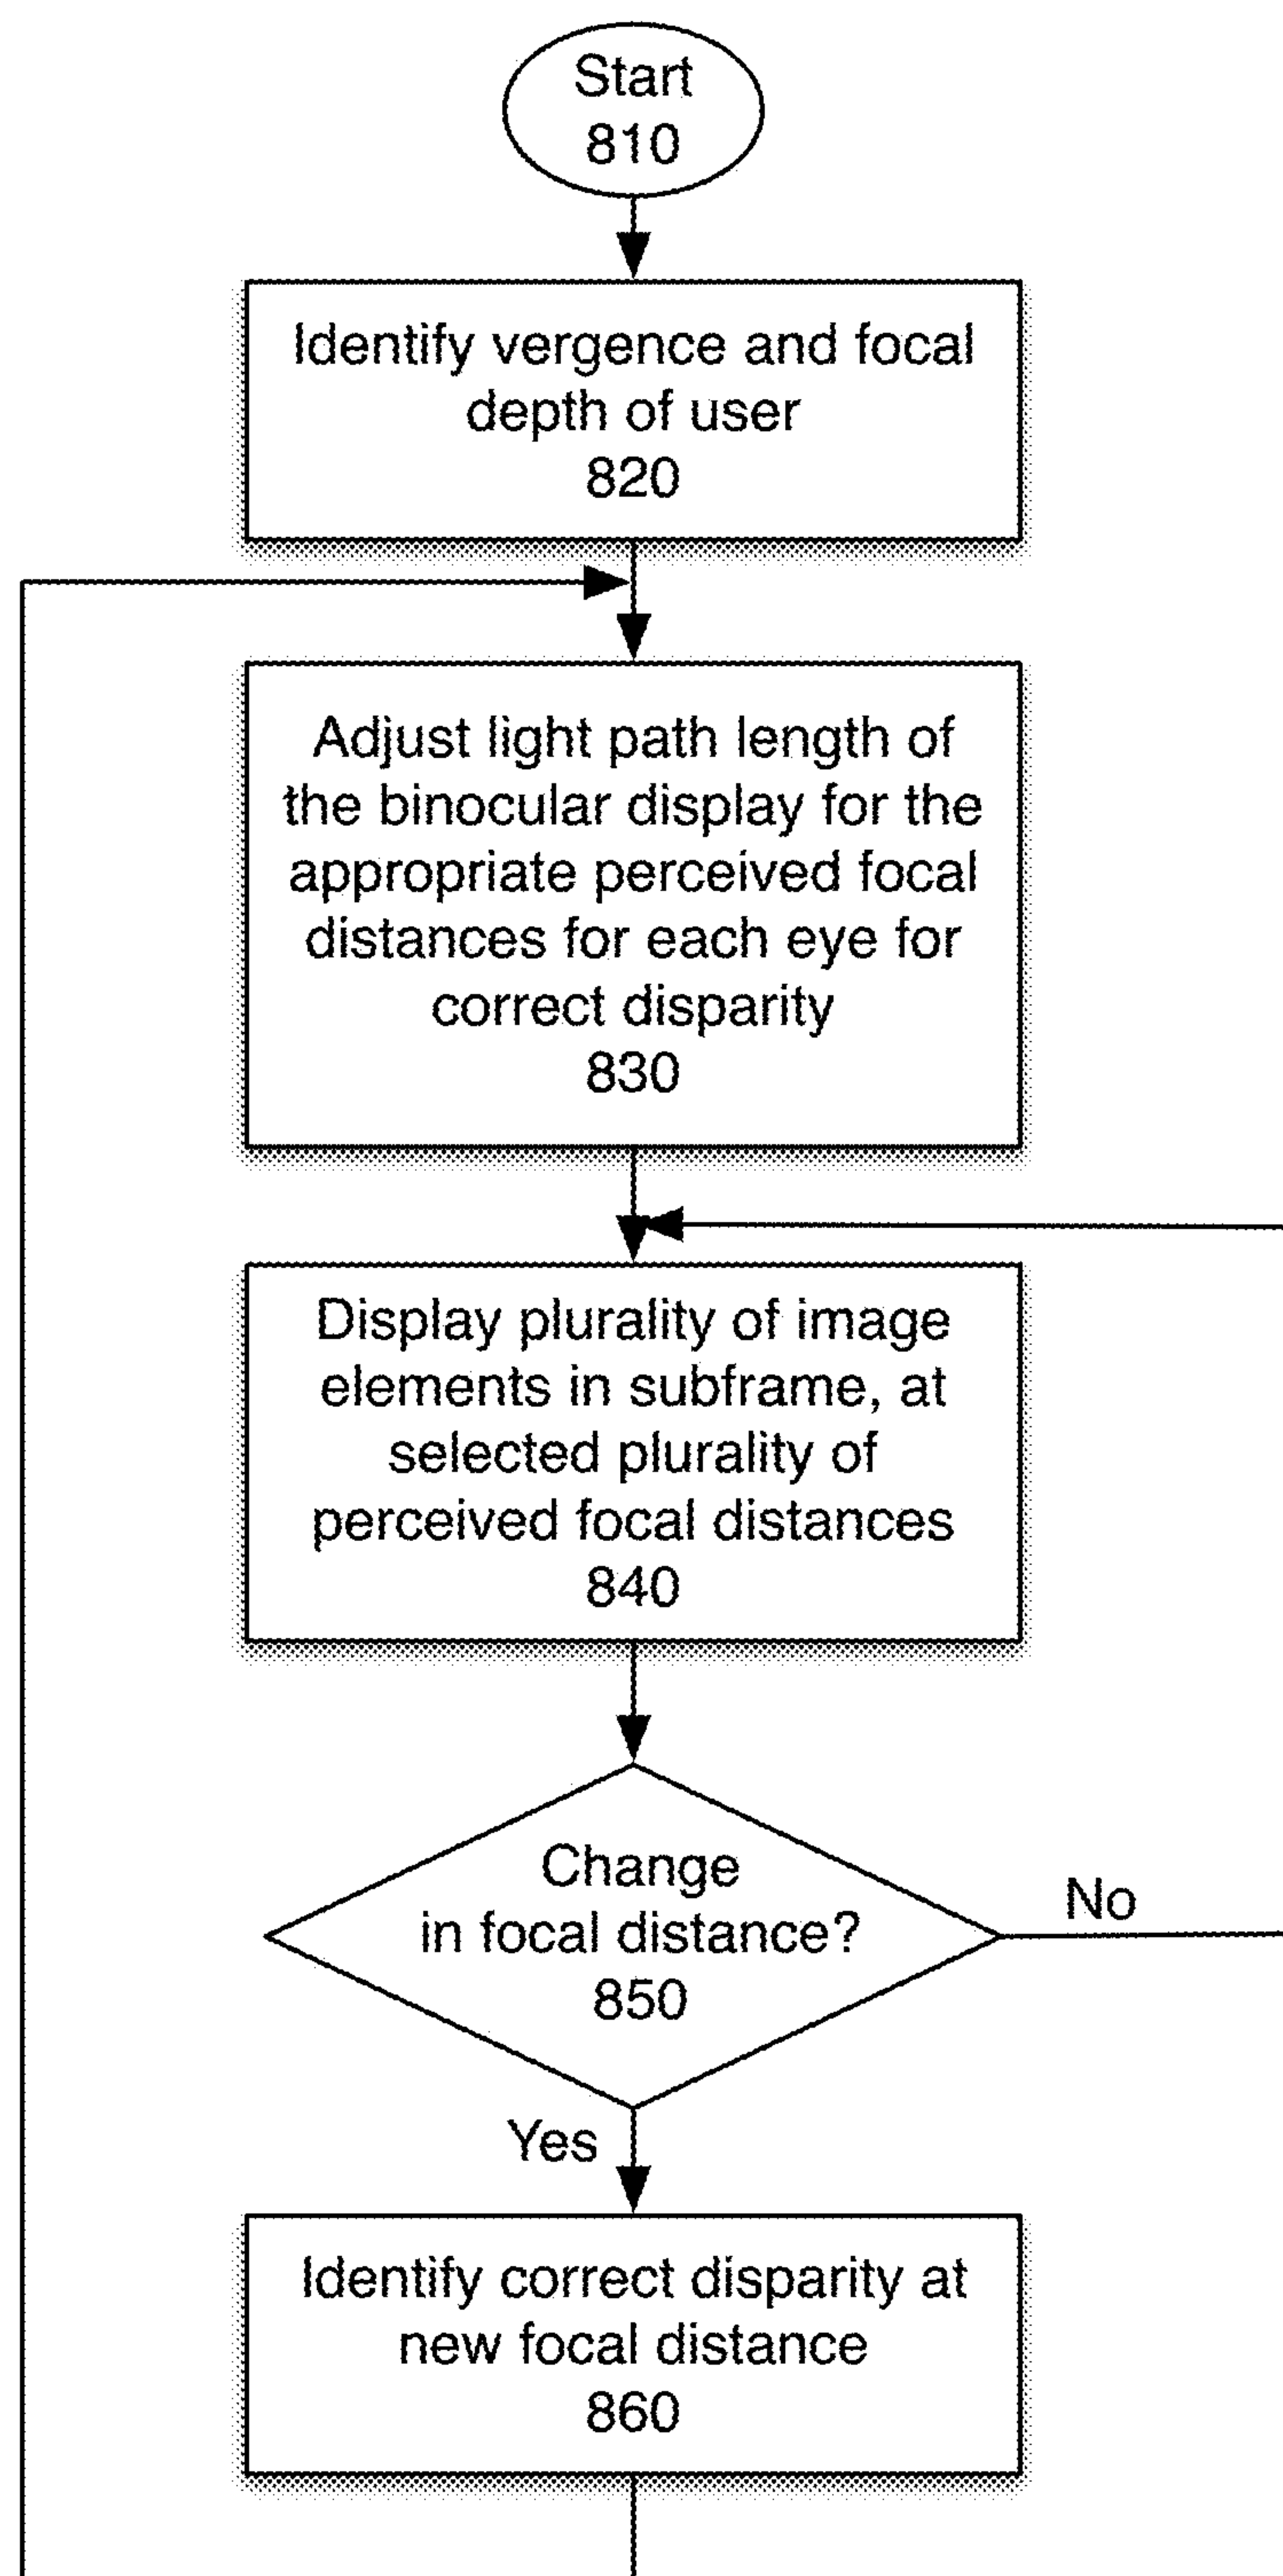 Start
810
Identify vergence and focal
depth of user
820
Adjust light path length of
the binocular display for the
appropriate perceived focal
distances for each eye for
correct disparity
830
Display plurality of image
elements in subframe, at
selected plurality of
perceived focal distances
840
Change
in focal distance?
850
No
Yes
Identify correct disparity at
new focal distance
860